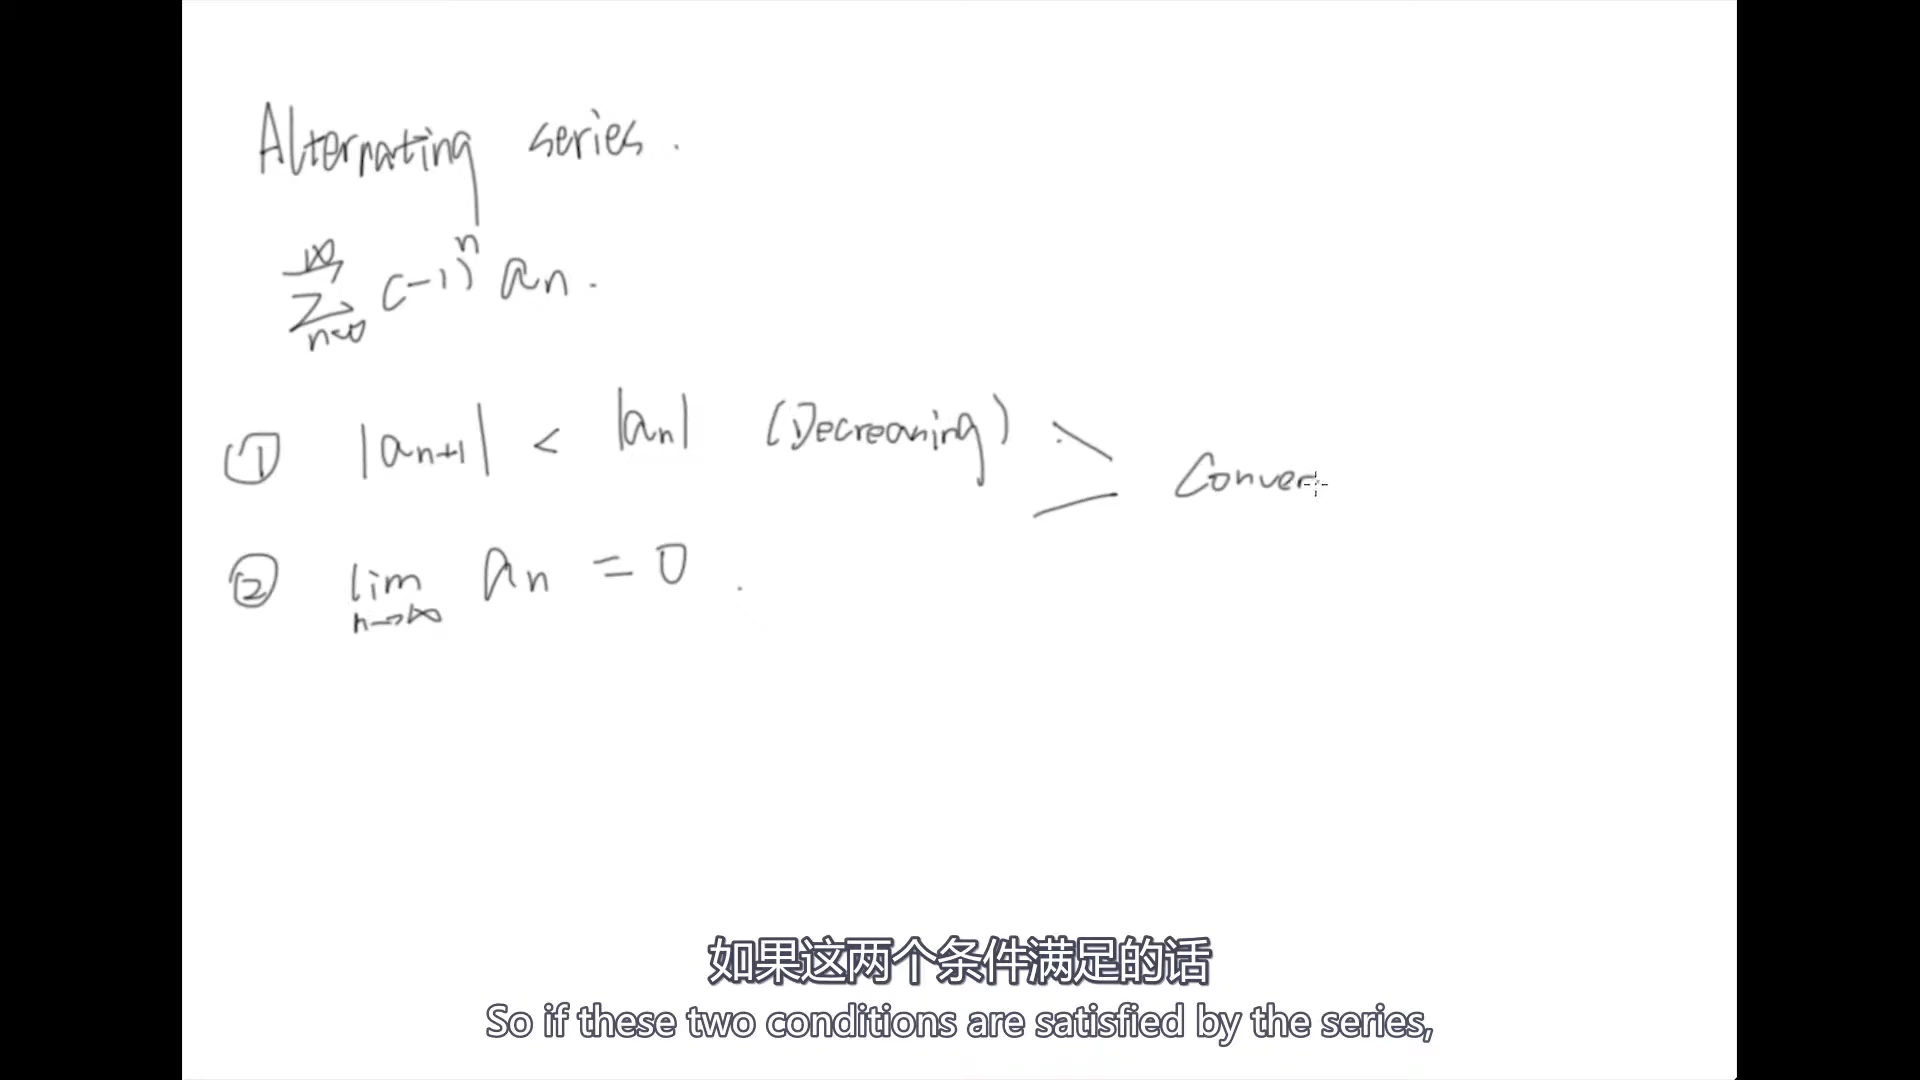 Alternating series.
∞
∑ (-1)ⁿ aₙ.
n=0
① |aₙ₊₁| < |aₙ| (Decreasing)
Conver
② lim aₙ = 0.
n→∞
如果这两个条件满足的话
So if these two conditions are satisfied by the series,